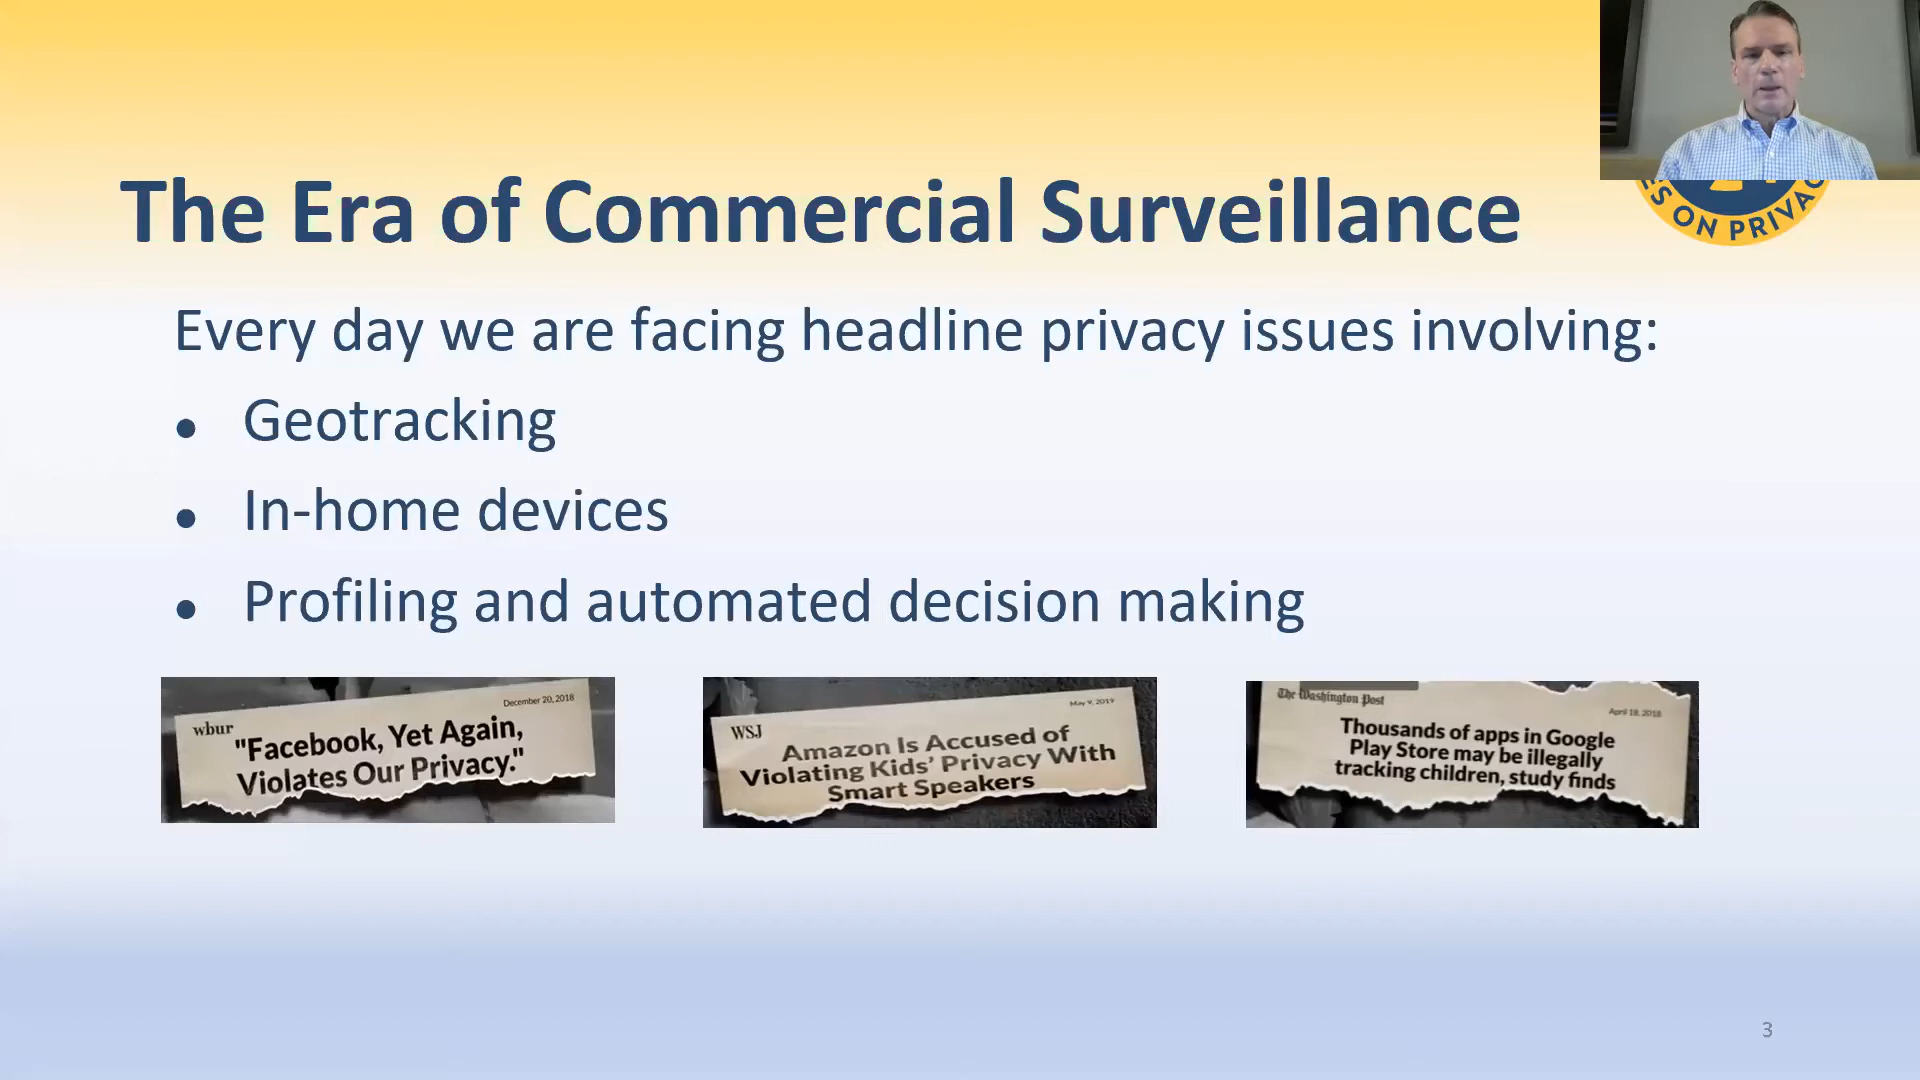 The Era of Commercial Surveillance
ES ON PRIVAC
Every day we are facing headline privacy issues involving:
Geotracking
In-home devices
Profiling and automated decision making
wbur
December 20, 2018
"Facebook, Yet Again,
Violates Our Privacy."
WSJ
May 9, 2019
Amazon Is Accused of
Violating Kids' Privacy With
Smart Speakers
The Washington Post
April 18, 2018
Thousands of apps in Google
Play Store may be illegally
tracking children, study finds
3